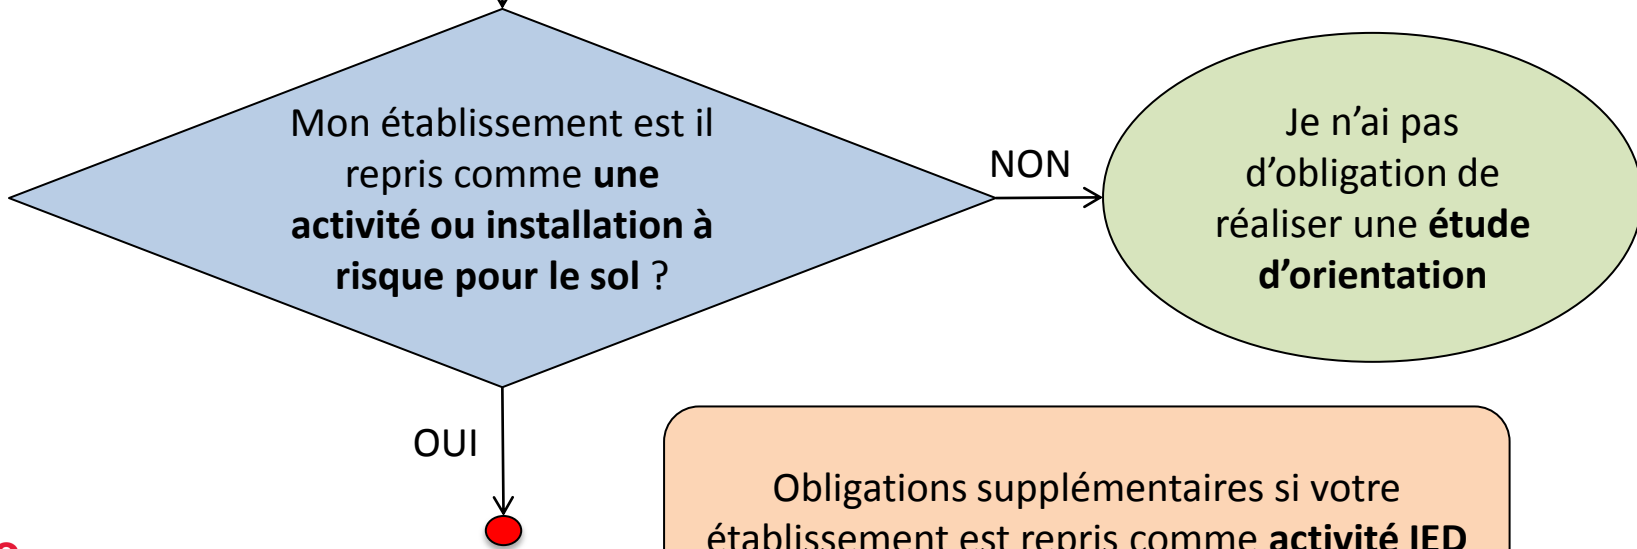 Mon établissement est il
repris comme une
activité ou installation à
risque pour le sol ?
NON
Je n’ai pas
d’obligation de
réaliser une étude
d’orientation
OUI
Obligations supplémentaires si votre
établissement est repris comme activité IED